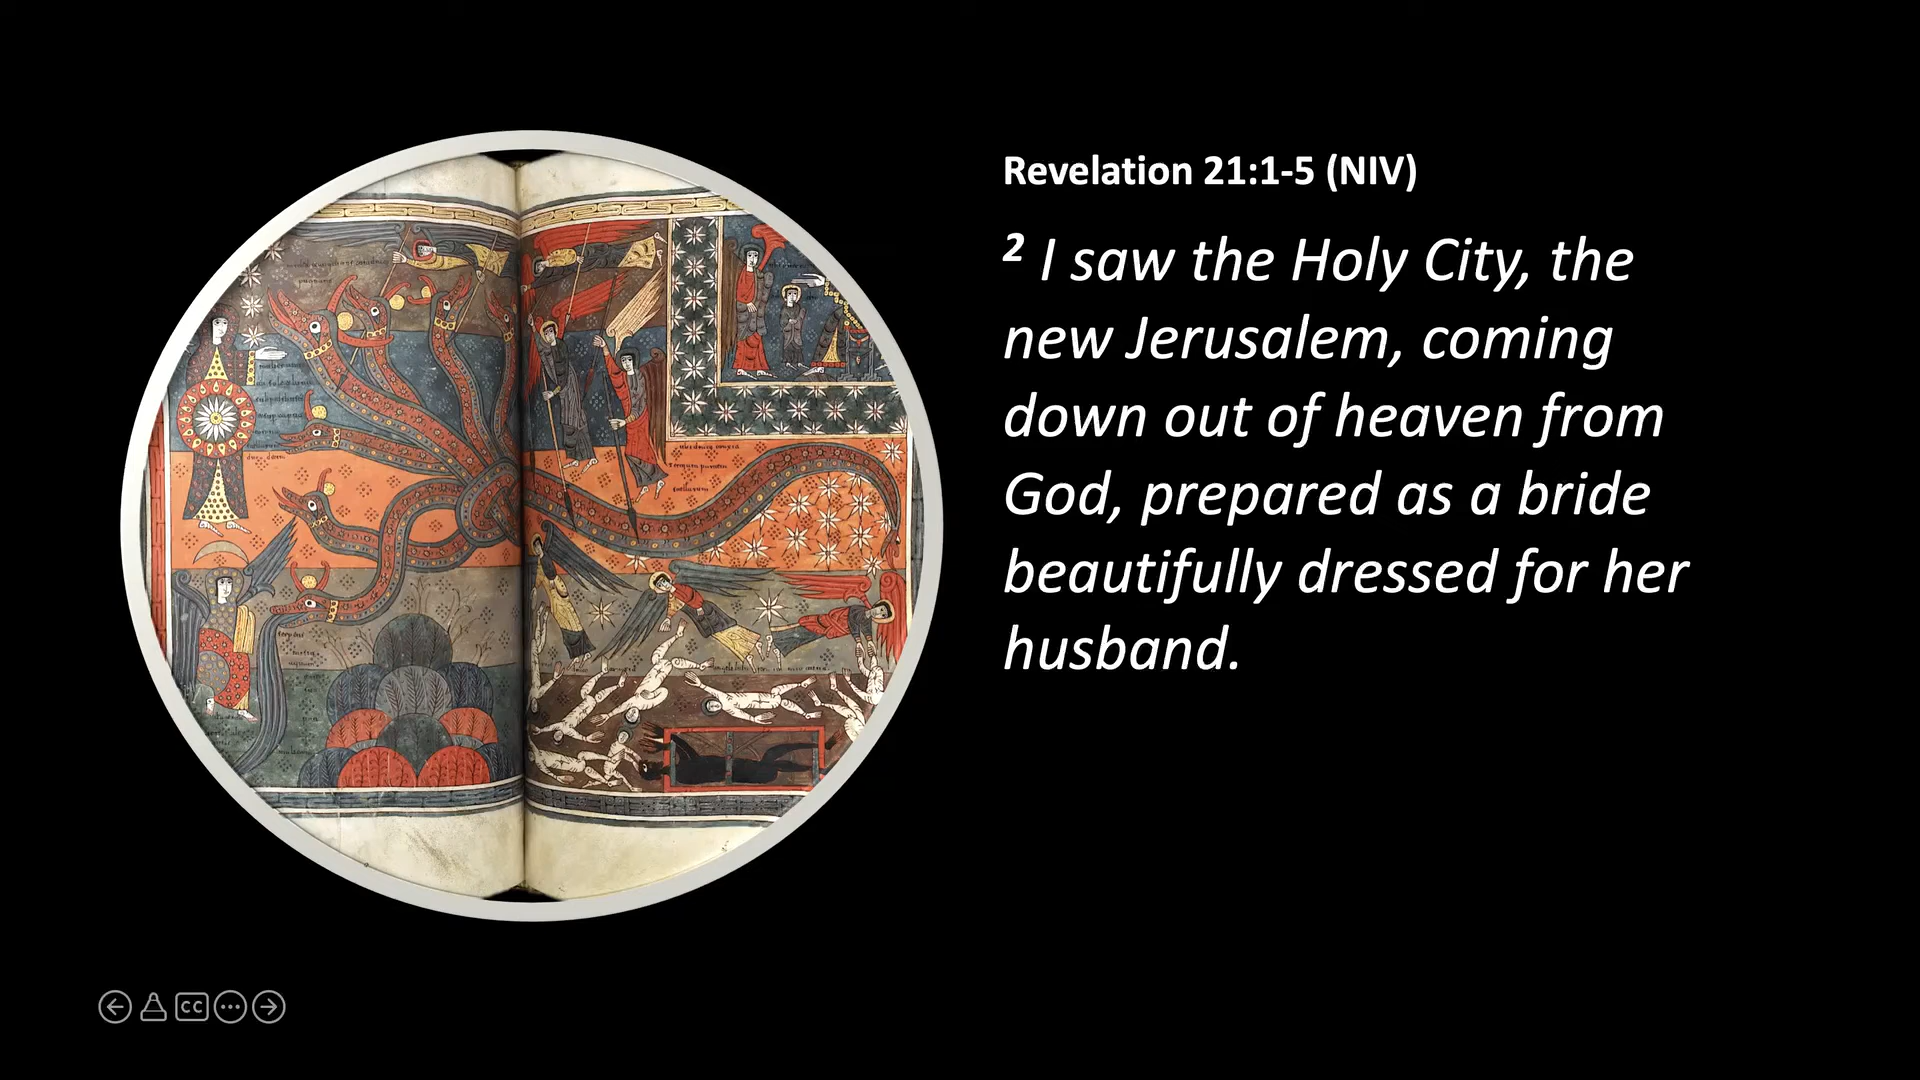 Revelation 21:1-5 (NIV)
2 I saw the Holy City, the
new Jerusalem, coming
down out of heaven from
God, prepared as a bride
beautifully dressed for her
husband.
CC